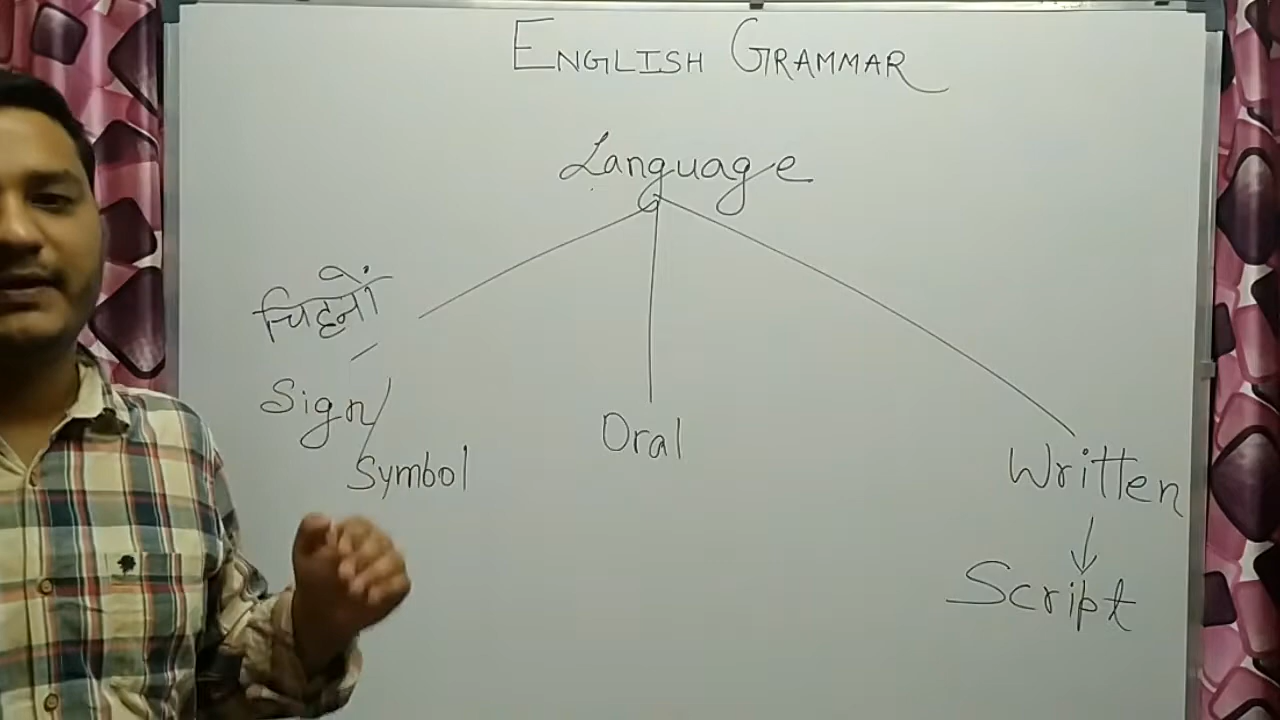 ENGLISH GRAMMAR
Language
चिह्नों
Sign/
Symbol
Oral
Written
Script